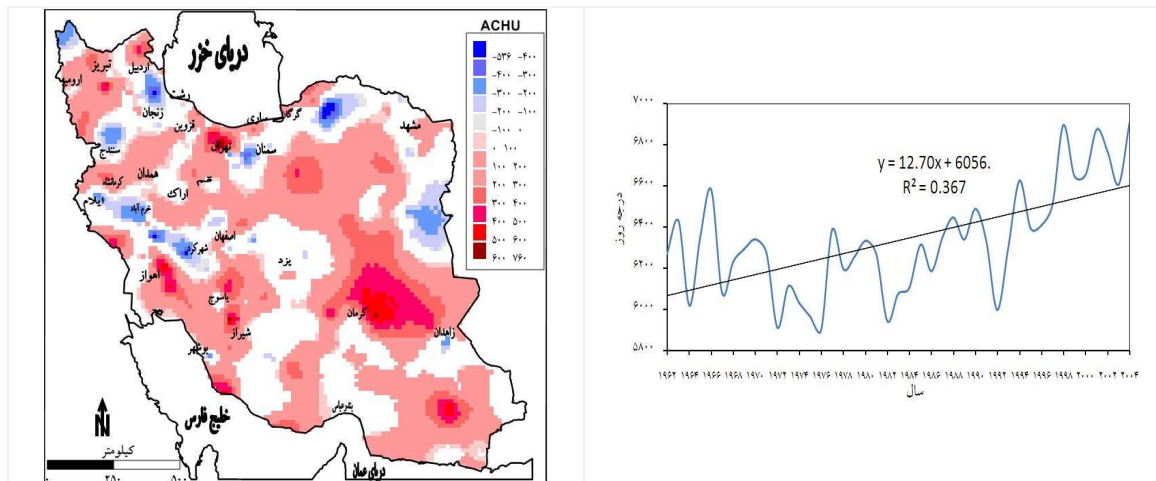 ACHU
-۵۳۶ -۴۰۰
-۴۰۰ -۳۰۰
-۳۰۰ -۲۰۰
-۲۰۰ -۱۰۰
-۱۰۰ ۰
۰ ۱۰۰
۱۰۰ ۲۰۰
۲۰۰ ۳۰۰
۳۰۰ ۴۰۰
۴۰۰ ۵۰۰
۵۰۰ ۶۰۰
۶۰۰ ۷۶۰
دریای خزر
تبریز
اردبیل
ارومیه
رشت
زنجان
قزوین
ساری
گرگان
مشهد
سنندج
تهران
سمنان
همدان
کرمانشاه
قم
اراک
ایلام
خرم آباد
اصفهان
شهرکرد
یزد
اهواز
یاسوج
کرمان
شیراز
زاهدان
بوشهر
بندرعباس
خلیج فارس
دریای عمان
N
کیلومتر
۰ ۲۵۰ ۵۰۰
y = 12.70x + 6056.
R² = 0.367
درجه روز
۷۰۰۰
۶۸۰۰
۶۶۰۰
۶۴۰۰
۶۲۰۰
۶۰۰۰
۵۸۰۰
۱۹۶۲ ۱۹۶۴ ۱۹۶۶ ۱۹۶۸ ۱۹۷۰ ۱۹۷۲ ۱۹۷۴ ۱۹۷۶ ۱۹۷۸ ۱۹۸۰ ۱۹۸۲ ۱۹۸۴ ۱۹۸۶ ۱۹۸۸ ۱۹۹۰ ۱۹۹۲ ۱۹۹۴ ۱۹۹۶ ۱۹۹۸ ۲۰۰۰ ۲۰۰۲ ۲۰۰۴
سال